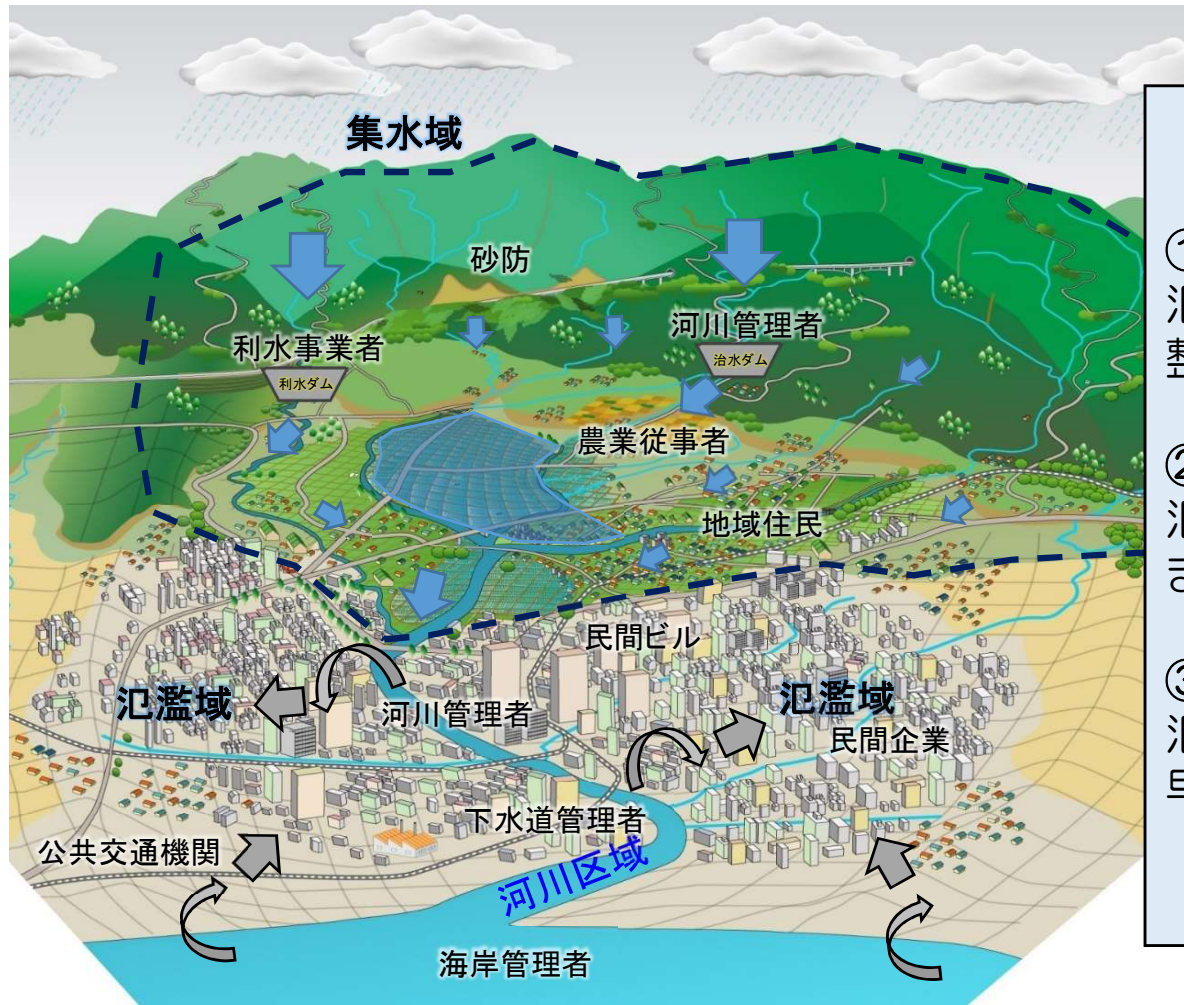 集水域
砂防
河川管理者
治水ダム
利水事業者
利水ダム
農業従事者
地域住民
民間ビル
氾濫域
河川管理者
氾濫域
民間企業
下水道管理者
公共交通機関
河川区域
海岸管理者
①
②
③